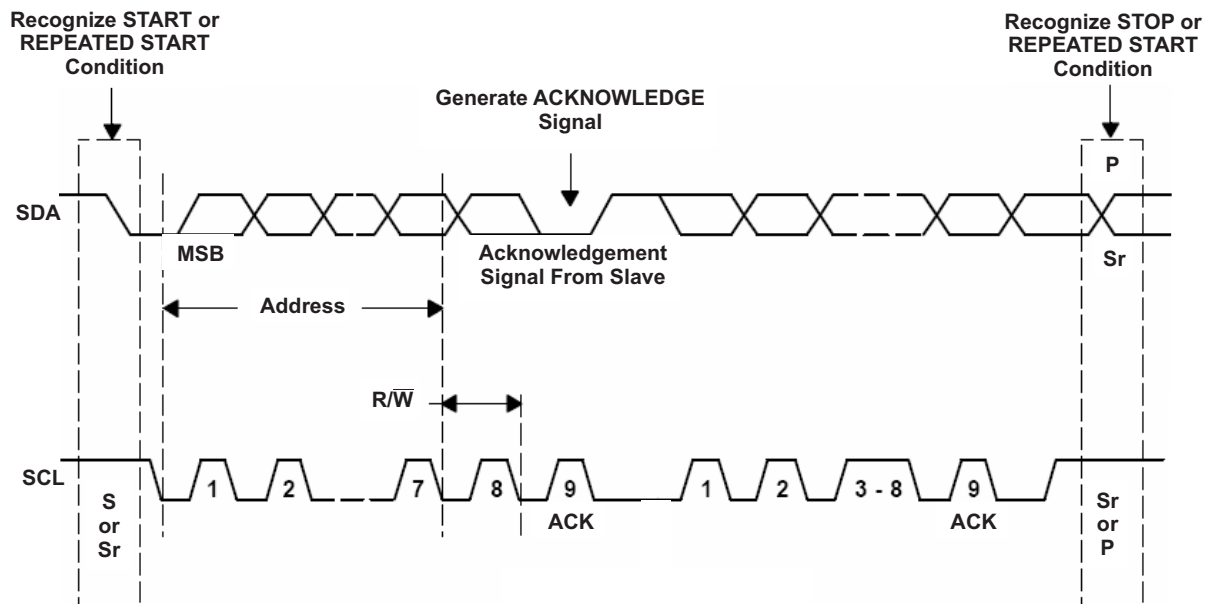 Recognize START or
REPEATED START
Condition
Recognize STOP or
REPEATED START
Condition
Generate ACKNOWLEDGE
Signal
P
SDA
MSB
Acknowledgement
Signal From Slave
Sr
Address
R/W̅
SCL
1
2
7
8
9
1
2
3 - 8
9
ACK
ACK
S
or
Sr
Sr
or
P